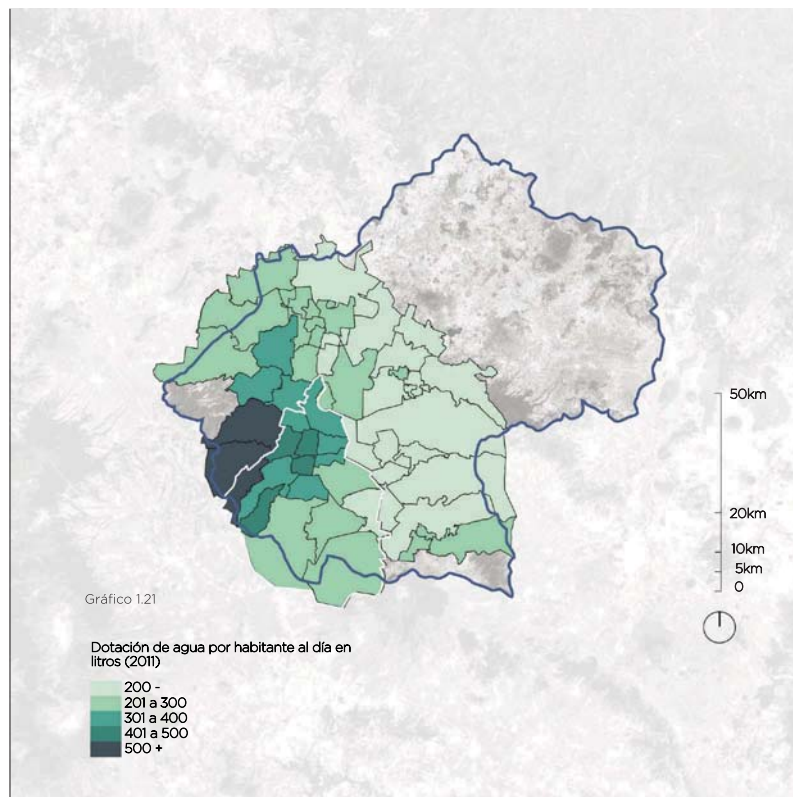 50km
20km
10km
5km
0
Gráfico 1.21
Dotación de agua por habitante al día en
litros (2011)
200 -
201 a 300
301 a 400
401 a 500
500 +